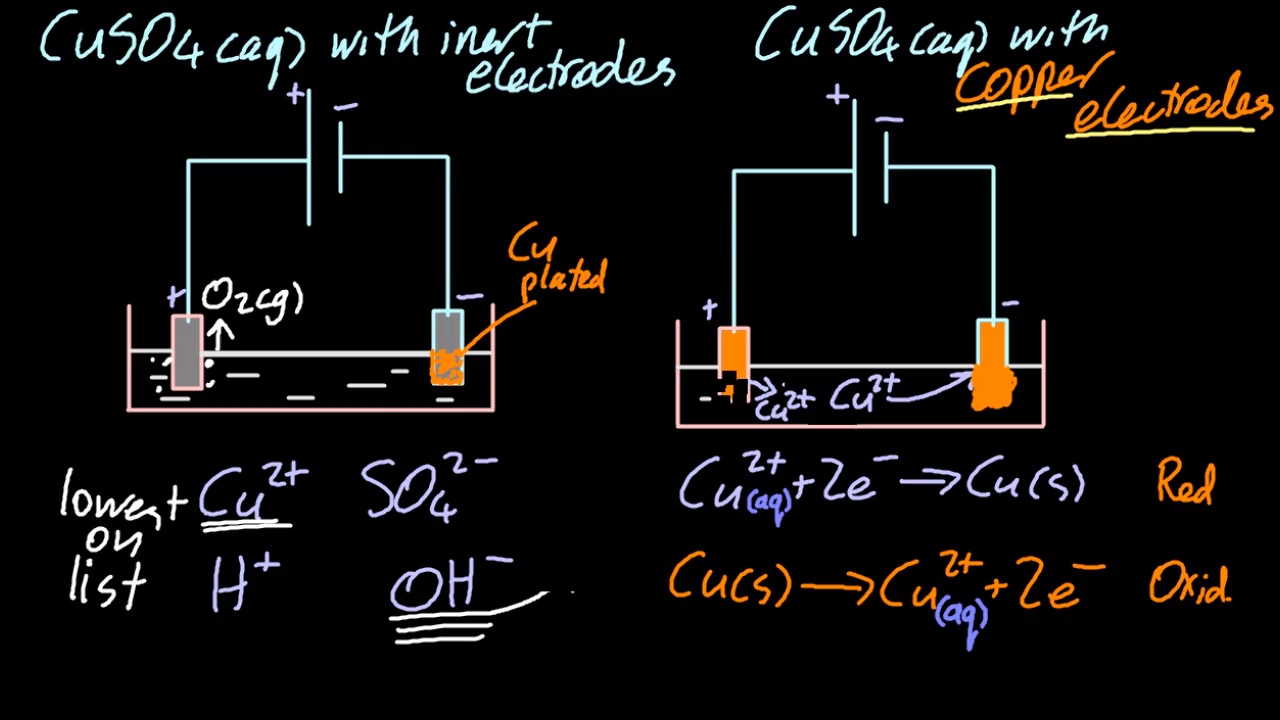 CuSO4(aq) with inert
electrodes
+ −
+ O2(g) −
Cu
plated
lowest Cu²⁺ SO4²⁻
on
list H⁺ OH⁻
CuSO4(aq) with
copper
electrodes
+ −
+ −
Cu²⁺ Cu²⁺
Cu²⁺(aq) + 2e⁻ → Cu(s) Red
Cu(s) → Cu²⁺(aq) + 2e⁻ Oxid.